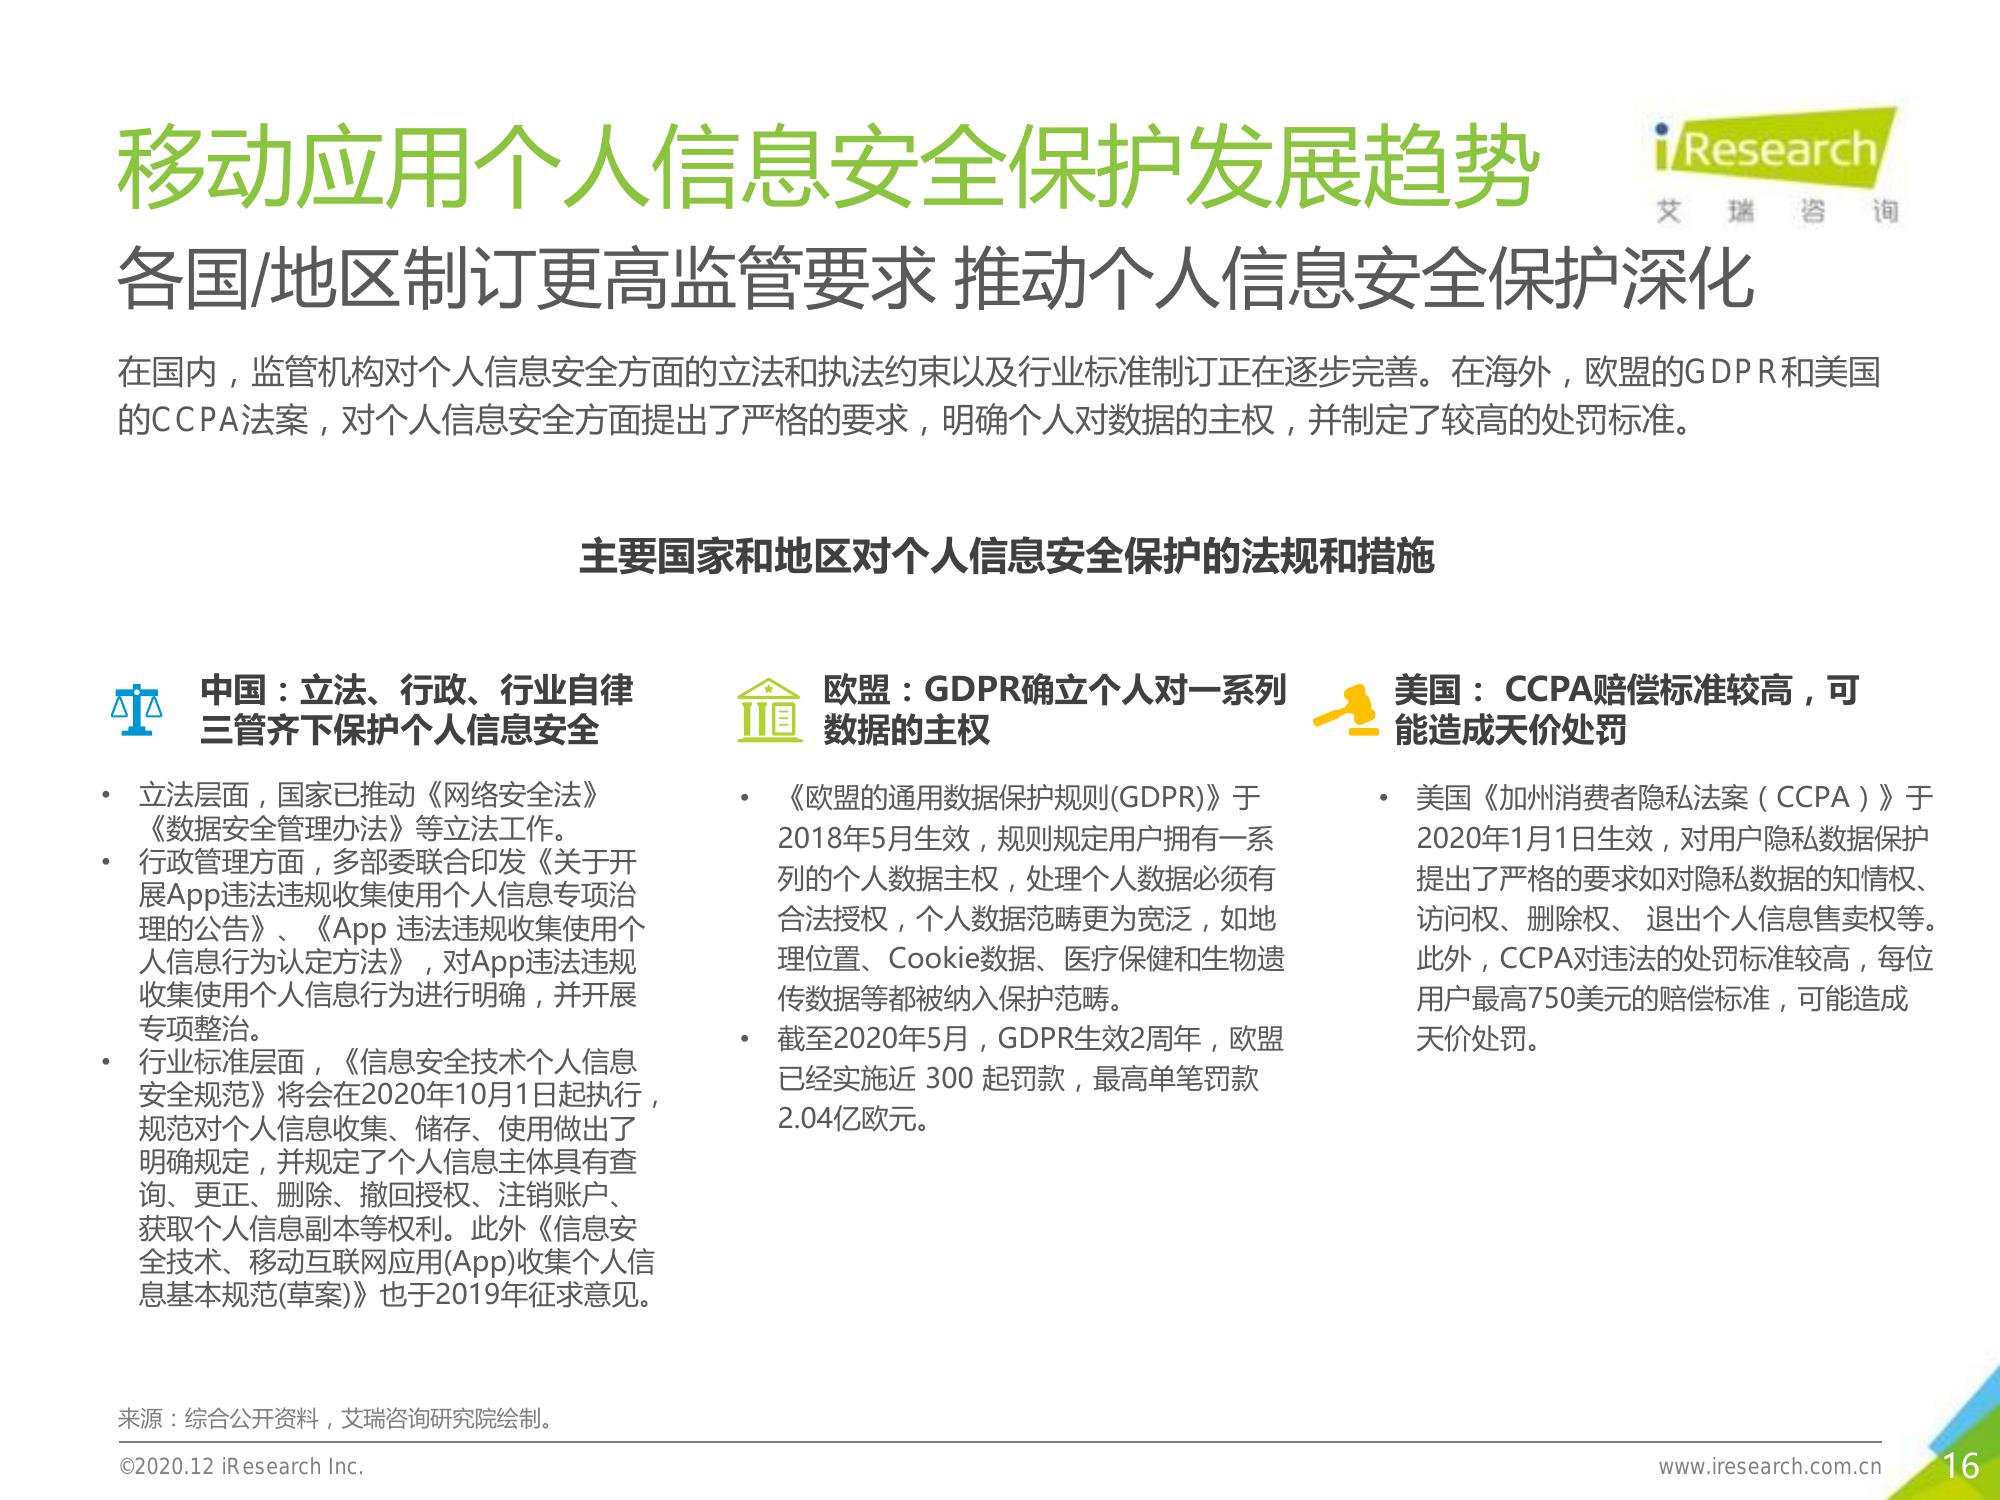 移动应用个人信息安全保护发展趋势
iResearch
艾瑞咨询
各国/地区制订更高监管要求 推动个人信息安全保护深化
在国内，监管机构对个人信息安全方面的立法和执法约束以及行业标准制订正在逐步完善。在海外，欧盟的GDPR和美国
的CCPA法案，对个人信息安全方面提出了严格的要求，明确个人对数据的主权，并制定了较高的处罚标准。
主要国家和地区对个人信息安全保护的法规和措施
中国：立法、行政、行业自律
三管齐下保护个人信息安全
• 立法层面，国家已推动《网络安全法》
《数据安全管理办法》等立法工作。
• 行政管理方面，多部委联合印发《关于开
展App违法违规收集使用个人信息专项治
理的公告》、《App 违法违规收集使用个
人信息行为认定方法》，对App违法违规
收集使用个人信息行为进行明确，并开展
专项整治。
• 行业标准层面，《信息安全技术个人信息
安全规范》将会在2020年10月1日起执行，
规范对个人信息收集、储存、使用做出了
明确规定，并规定了个人信息主体具有查
询、更正、删除、撤回授权、注销账户、
获取个人信息副本等权利。此外《信息安
全技术、移动互联网应用(App)收集个人信
息基本规范(草案)》也于2019年征求意见。
欧盟：GDPR确立个人对一系列
数据的主权
• 《欧盟的通用数据保护规则(GDPR)》于
2018年5月生效，规则规定用户拥有一系
列的个人数据主权，处理个人数据必须有
合法授权，个人数据范畴更为宽泛，如地
理位置、Cookie数据、医疗保健和生物遗
传数据等都被纳入保护范畴。
• 截至2020年5月，GDPR生效2周年，欧盟
已经实施近 300 起罚款，最高单笔罚款
2.04亿欧元。
美国： CCPA赔偿标准较高，可
能造成天价处罚
• 美国《加州消费者隐私法案（CCPA）》于
2020年1月1日生效，对用户隐私数据保护
提出了严格的要求如对隐私数据的知情权、
访问权、删除权、 退出个人信息售卖权等。
此外，CCPA对违法的处罚标准较高，每位
用户最高750美元的赔偿标准，可能造成
天价处罚。
来源：综合公开资料，艾瑞咨询研究院绘制。
©2020.12 iResearch Inc.
www.iresearch.com.cn
16